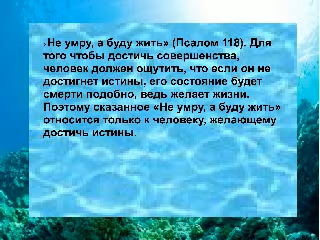 ›Не умру, а буду жить» (Псалом 118). Для
того чтобы достичь совершенства,
человек должен ощутить, что если он не
достигнет истины, его состояние будет
смерти подобно, ведь желает жизни.
Поэтому сказанное «Не умру, а буду жить»
относится только к человеку, желающему
достичь истины.